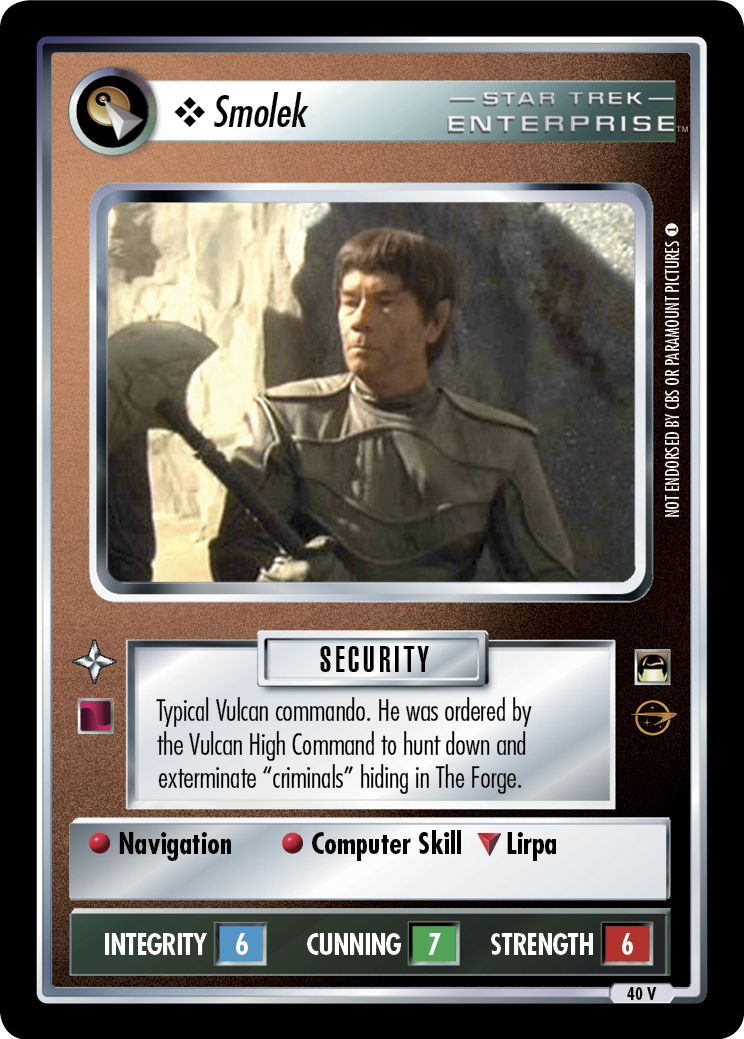 ❖ Smolek
STAR TREK
ENTERPRISE™
NOT ENDORSED BY CBS OR PARAMOUNT PICTURES 1
SECURITY
Typical Vulcan commando. He was ordered by
the Vulcan High Command to hunt down and
exterminate “criminals” hiding in The Forge.
Navigation Computer Skill Lirpa
INTEGRITY 6 CUNNING 7 STRENGTH 6
40 V